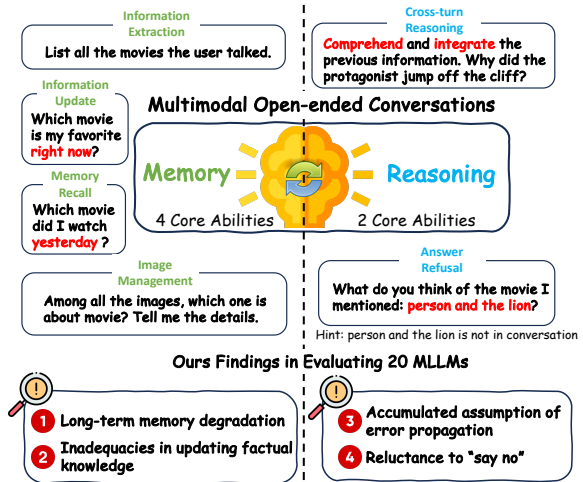 Information
Extraction
List all the movies the user talked.
Cross-turn
Reasoning
Comprehend and integrate the
previous information. Why did the
protagonist jump off the cliff?
Information
Update
Which movie
is my favorite
right now?
Multimodal Open-ended Conversations
Memory
4 Core Abilities
Reasoning
2 Core Abilities
Memory
Recall
Which movie
did I watch
yesterday ?
Image
Management
Among all the images, which one is
about movie? Tell me the details.
Answer
Refusal
What do you think of the movie I
mentioned: person and the lion?
Hint: person and the lion is not in conversation
Ours Findings in Evaluating 20 MLLMs
1 Long-term memory degradation
2 Inadequacies in updating factual
knowledge
3 Accumulated assumption of
error propagation
4 Reluctance to “say no”